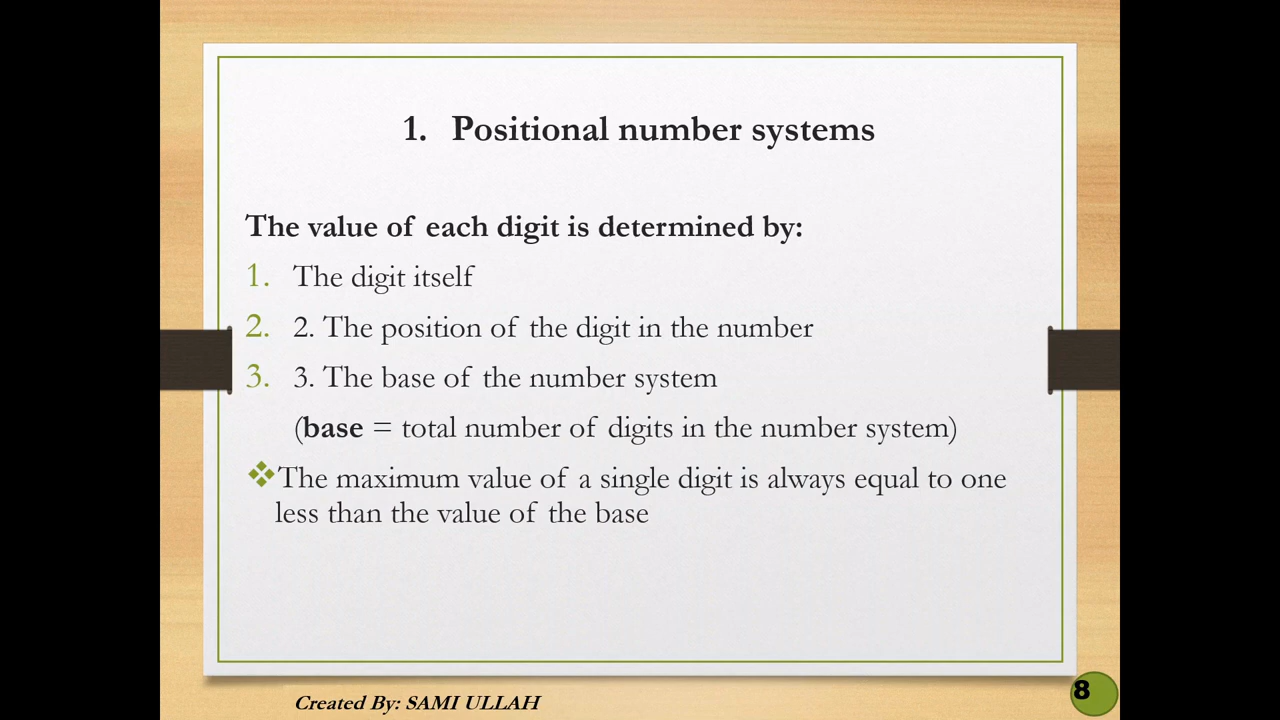 1. Positional number systems
The value of each digit is determined by:
1. The digit itself
2. 2. The position of the digit in the number
3. 3. The base of the number system
(base = total number of digits in the number system)
❖The maximum value of a single digit is always equal to one
less than the value of the base
Created By: SAMI ULLAH
8